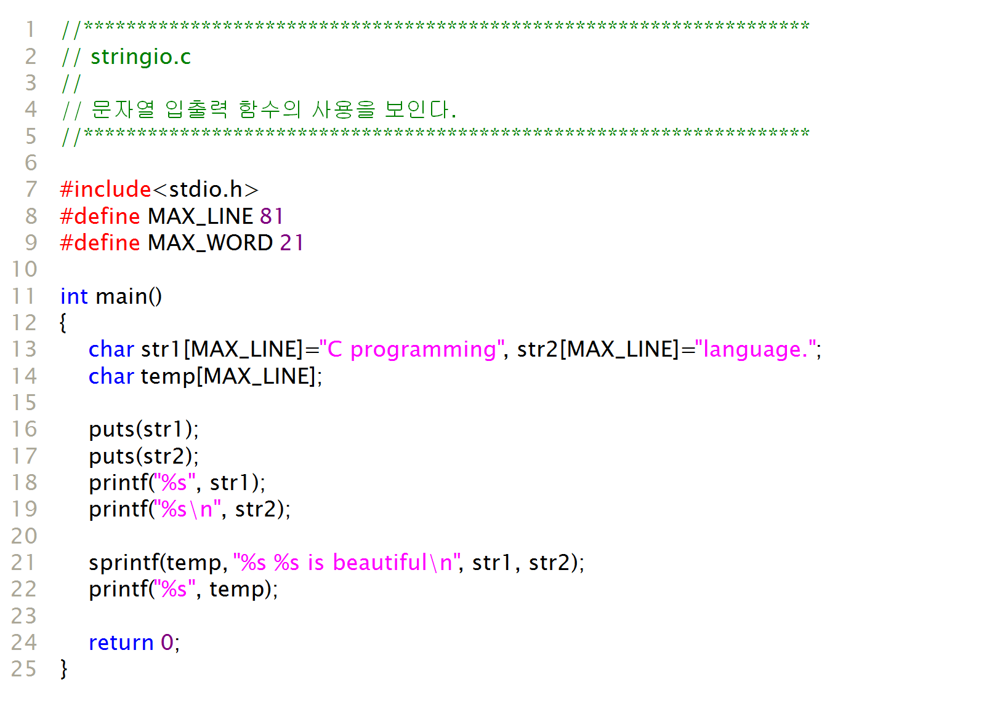 1 //********************************************************************
2 // stringio.c
3 //
4 // 문자열 입출력 함수의 사용을 보인다.
5 //********************************************************************
6
7 #include<stdio.h>
8 #define MAX_LINE 81
9 #define MAX_WORD 21
10
11 int main()
12 {
13 char str1[MAX_LINE]="C programming", str2[MAX_LINE]="language.";
14 char temp[MAX_LINE];
15
16 puts(str1);
17 puts(str2);
18 printf("%s", str1);
19 printf("%s\n", str2);
20
21 sprintf(temp, "%s %s is beautiful\n", str1, str2);
22 printf("%s", temp);
23
24 return 0;
25 }